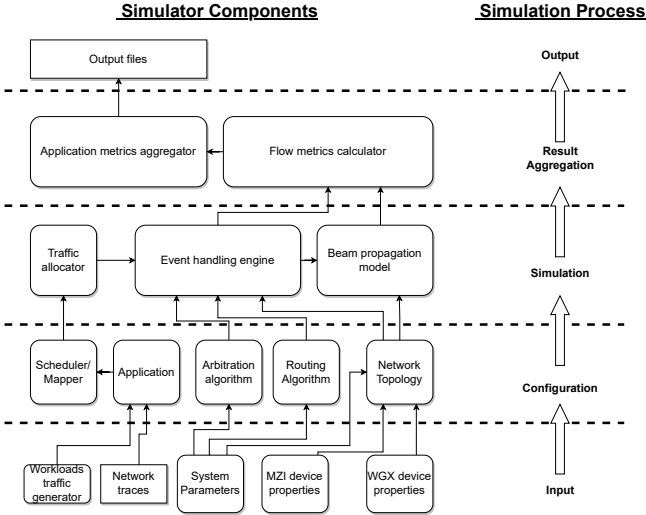 Simulator Components
Simulation Process
Output files
Output
Application metrics aggregator
Flow metrics calculator
Result
Aggregation
Traffic
allocator
Event handling engine
Beam propagation
model
Simulation
Scheduler/
Mapper
Application
Arbitration
algorithm
Routing
Algorithm
Network
Topology
Configuration
Workloads
traffic
generator
Network
traces
System
Parameters
MZI device
properties
WGX device
properties
Input